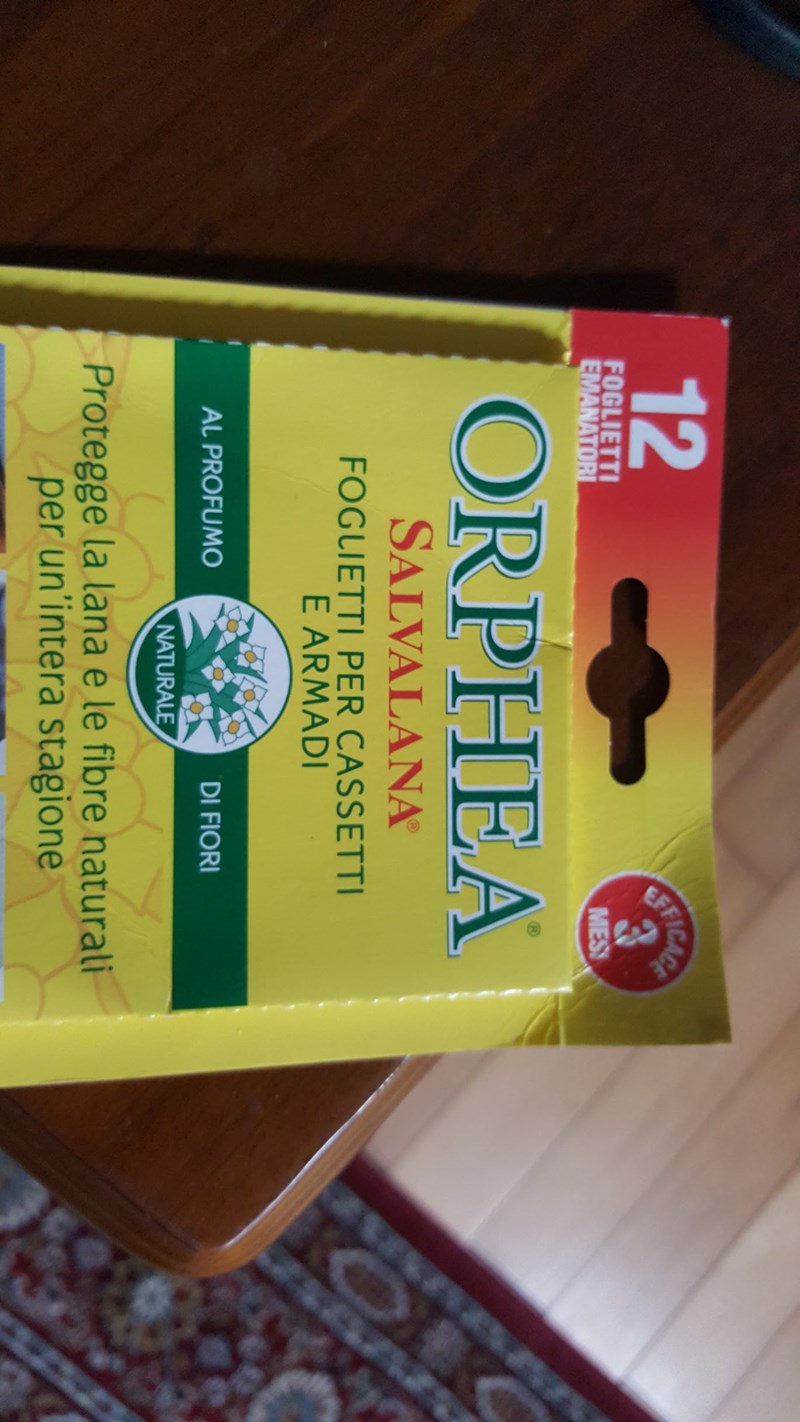 12
FOGLIETTI
EMANATORI
EFFICACE
3
MESI
ORPHEA®
SALVALANA®
FOGLIETTI PER CASSETTI
E ARMADI
AL PROFUMO
NATURALE
DI FIORI
Protegge la lana e le fibre naturali
per un'intera stagione